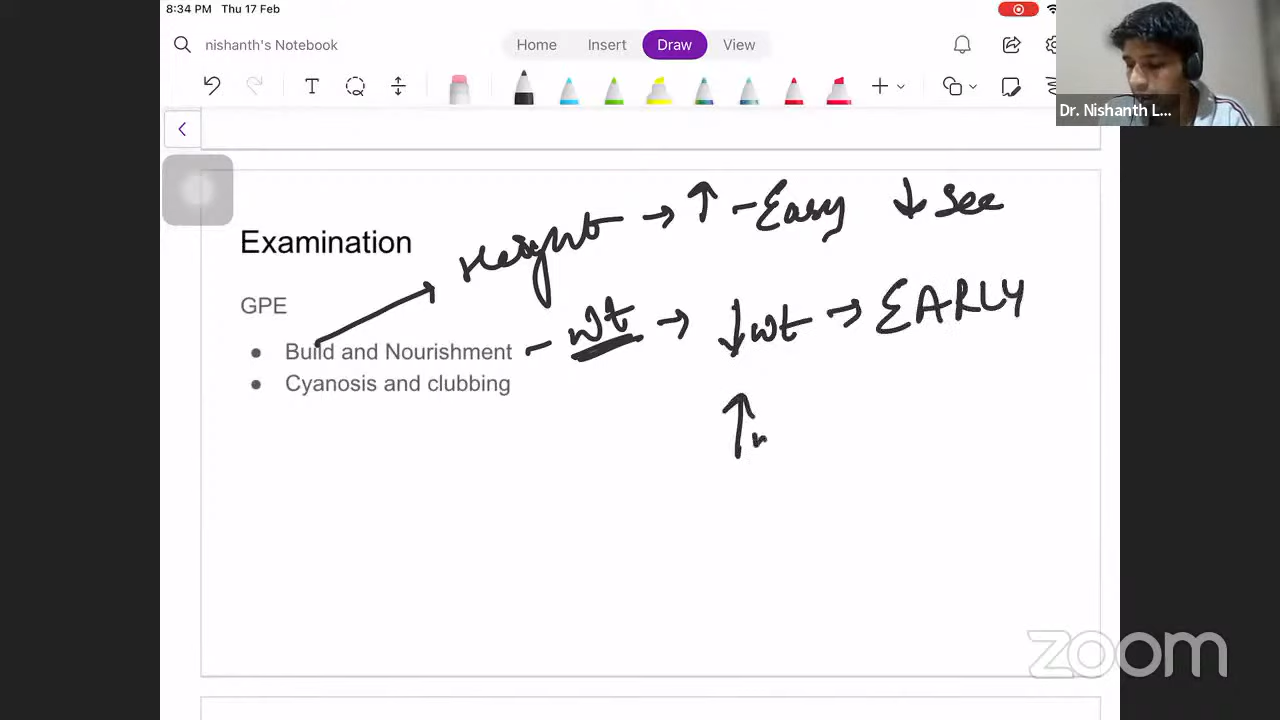 8:34 PM Thu 17 Feb
nishanth's Notebook Home Insert Draw View
Dr. Nishanth L...
Height → ↑ - Easy ↓ See
Examination
GPE
• Build and Nourishment - wt → ↓ wt → EARLY
• Cyanosis and clubbing
↑
zoom